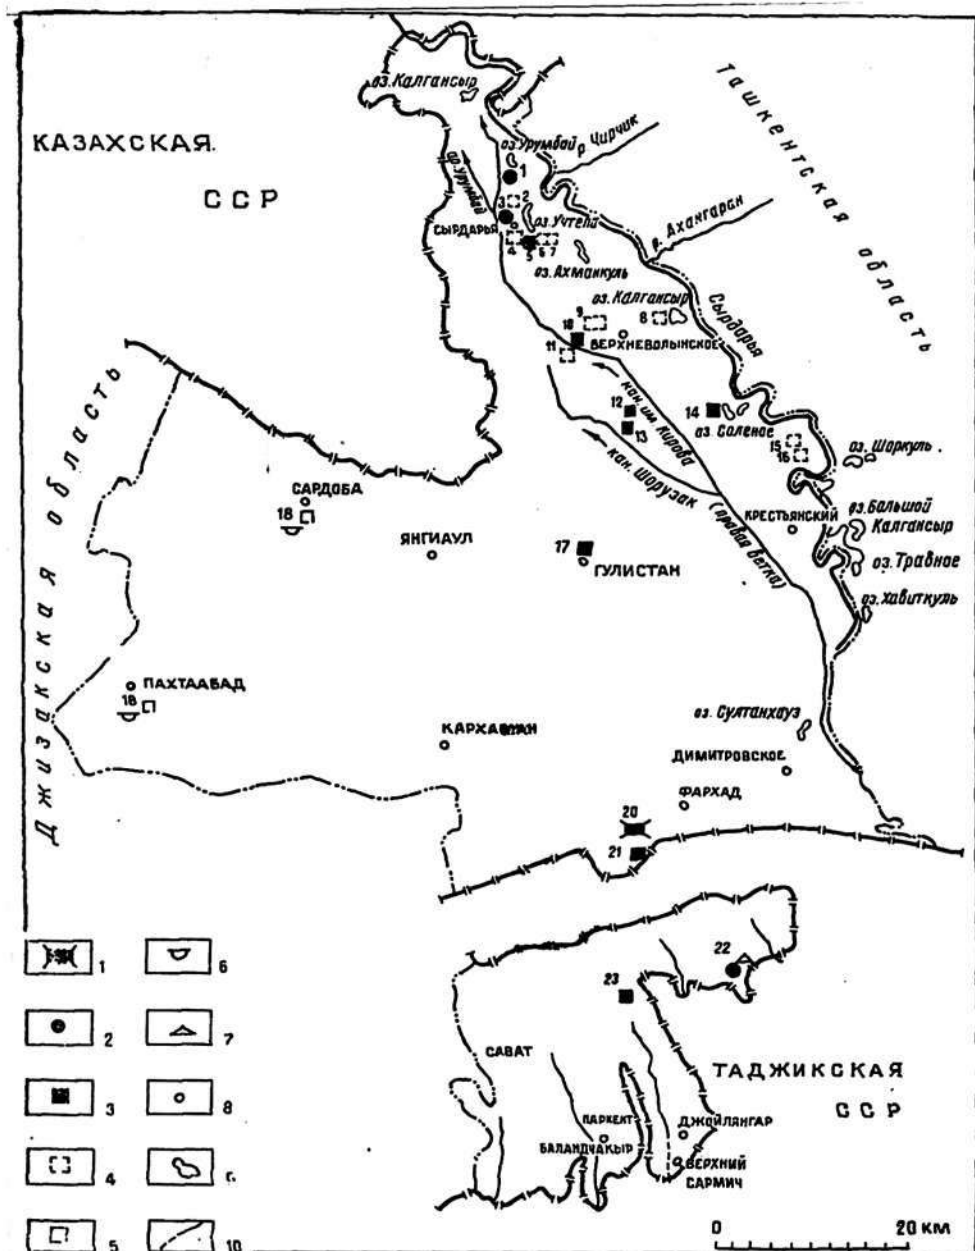 оз. Калгансыр
ТАШКЕНТСКАЯ ОБЛАСТЬ
КАЗАХСКАЯ
ССР
оз. Урумбай
р. Чирчик
ар. Урумбай
1
2
3
СЫРДАРЬЯ
оз. Учтепа
4
5
6
7
р. Ахангаран
оз. Ахманкуль
Сырдарья
оз. Калгансыр
9
8
10
ВЕРХНЕВОЛЫНСКОЕ
11
кан. им. Кирова
12
13
14
оз. Соленое
15
16
оз. Шоркуль
кан. Шорузак (правая ветка)
Джизакская область
САРДОБА
18
ЯНГИАУЛ
17
ГУЛИСТАН
КРЕСТЬЯНСКИЙ
оз. Большой
Калгансыр
оз. Травное
оз. Хавиткуль
ПАХТААБАД
18
оз. Султанхауз
ДИМИТРОВСКОЕ
ФАРХАД
20
21
22
23
САВАТ
ТАДЖИКСКАЯ
ССР
ПАРКЕНТ
БАЛАНДЧАКЫР
ДЖОЙЛЯНГАР
ВЕРХНИЙ
САРМИЧ
0 20 КМ
1 6
2 7
3 8
4
5 10